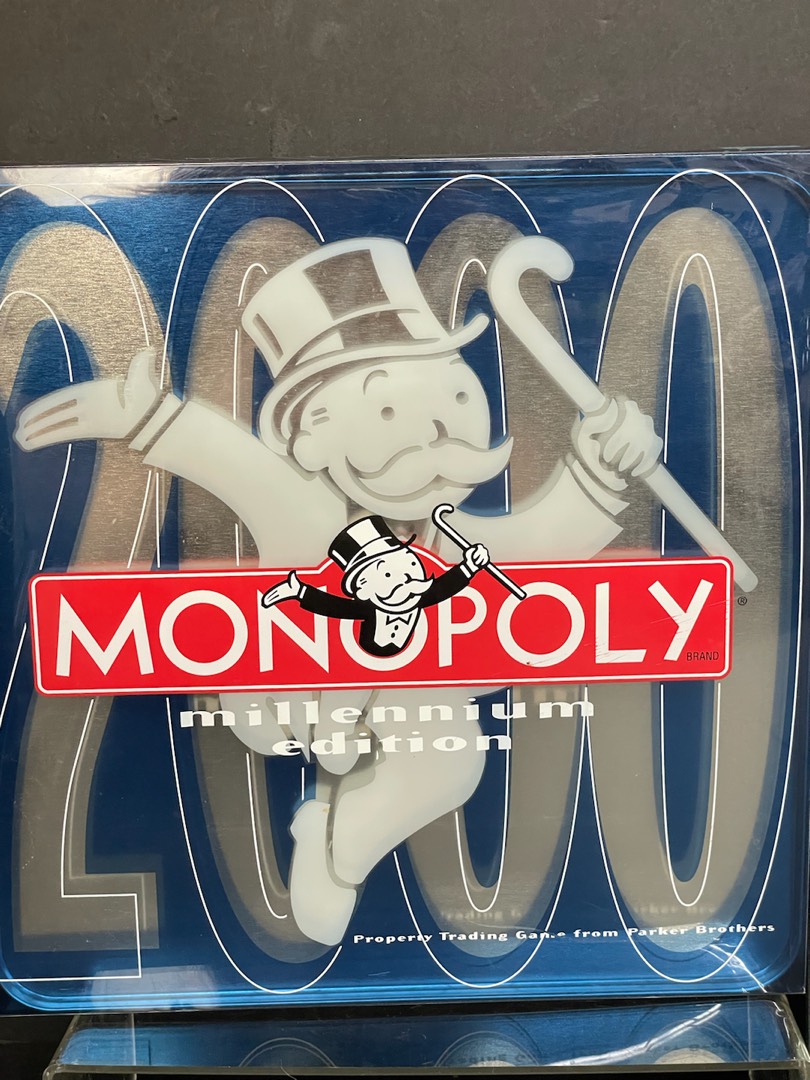 2000
MONOPOLY
®
BRAND
millennium
edition
Property Trading Game from Parker Brothers